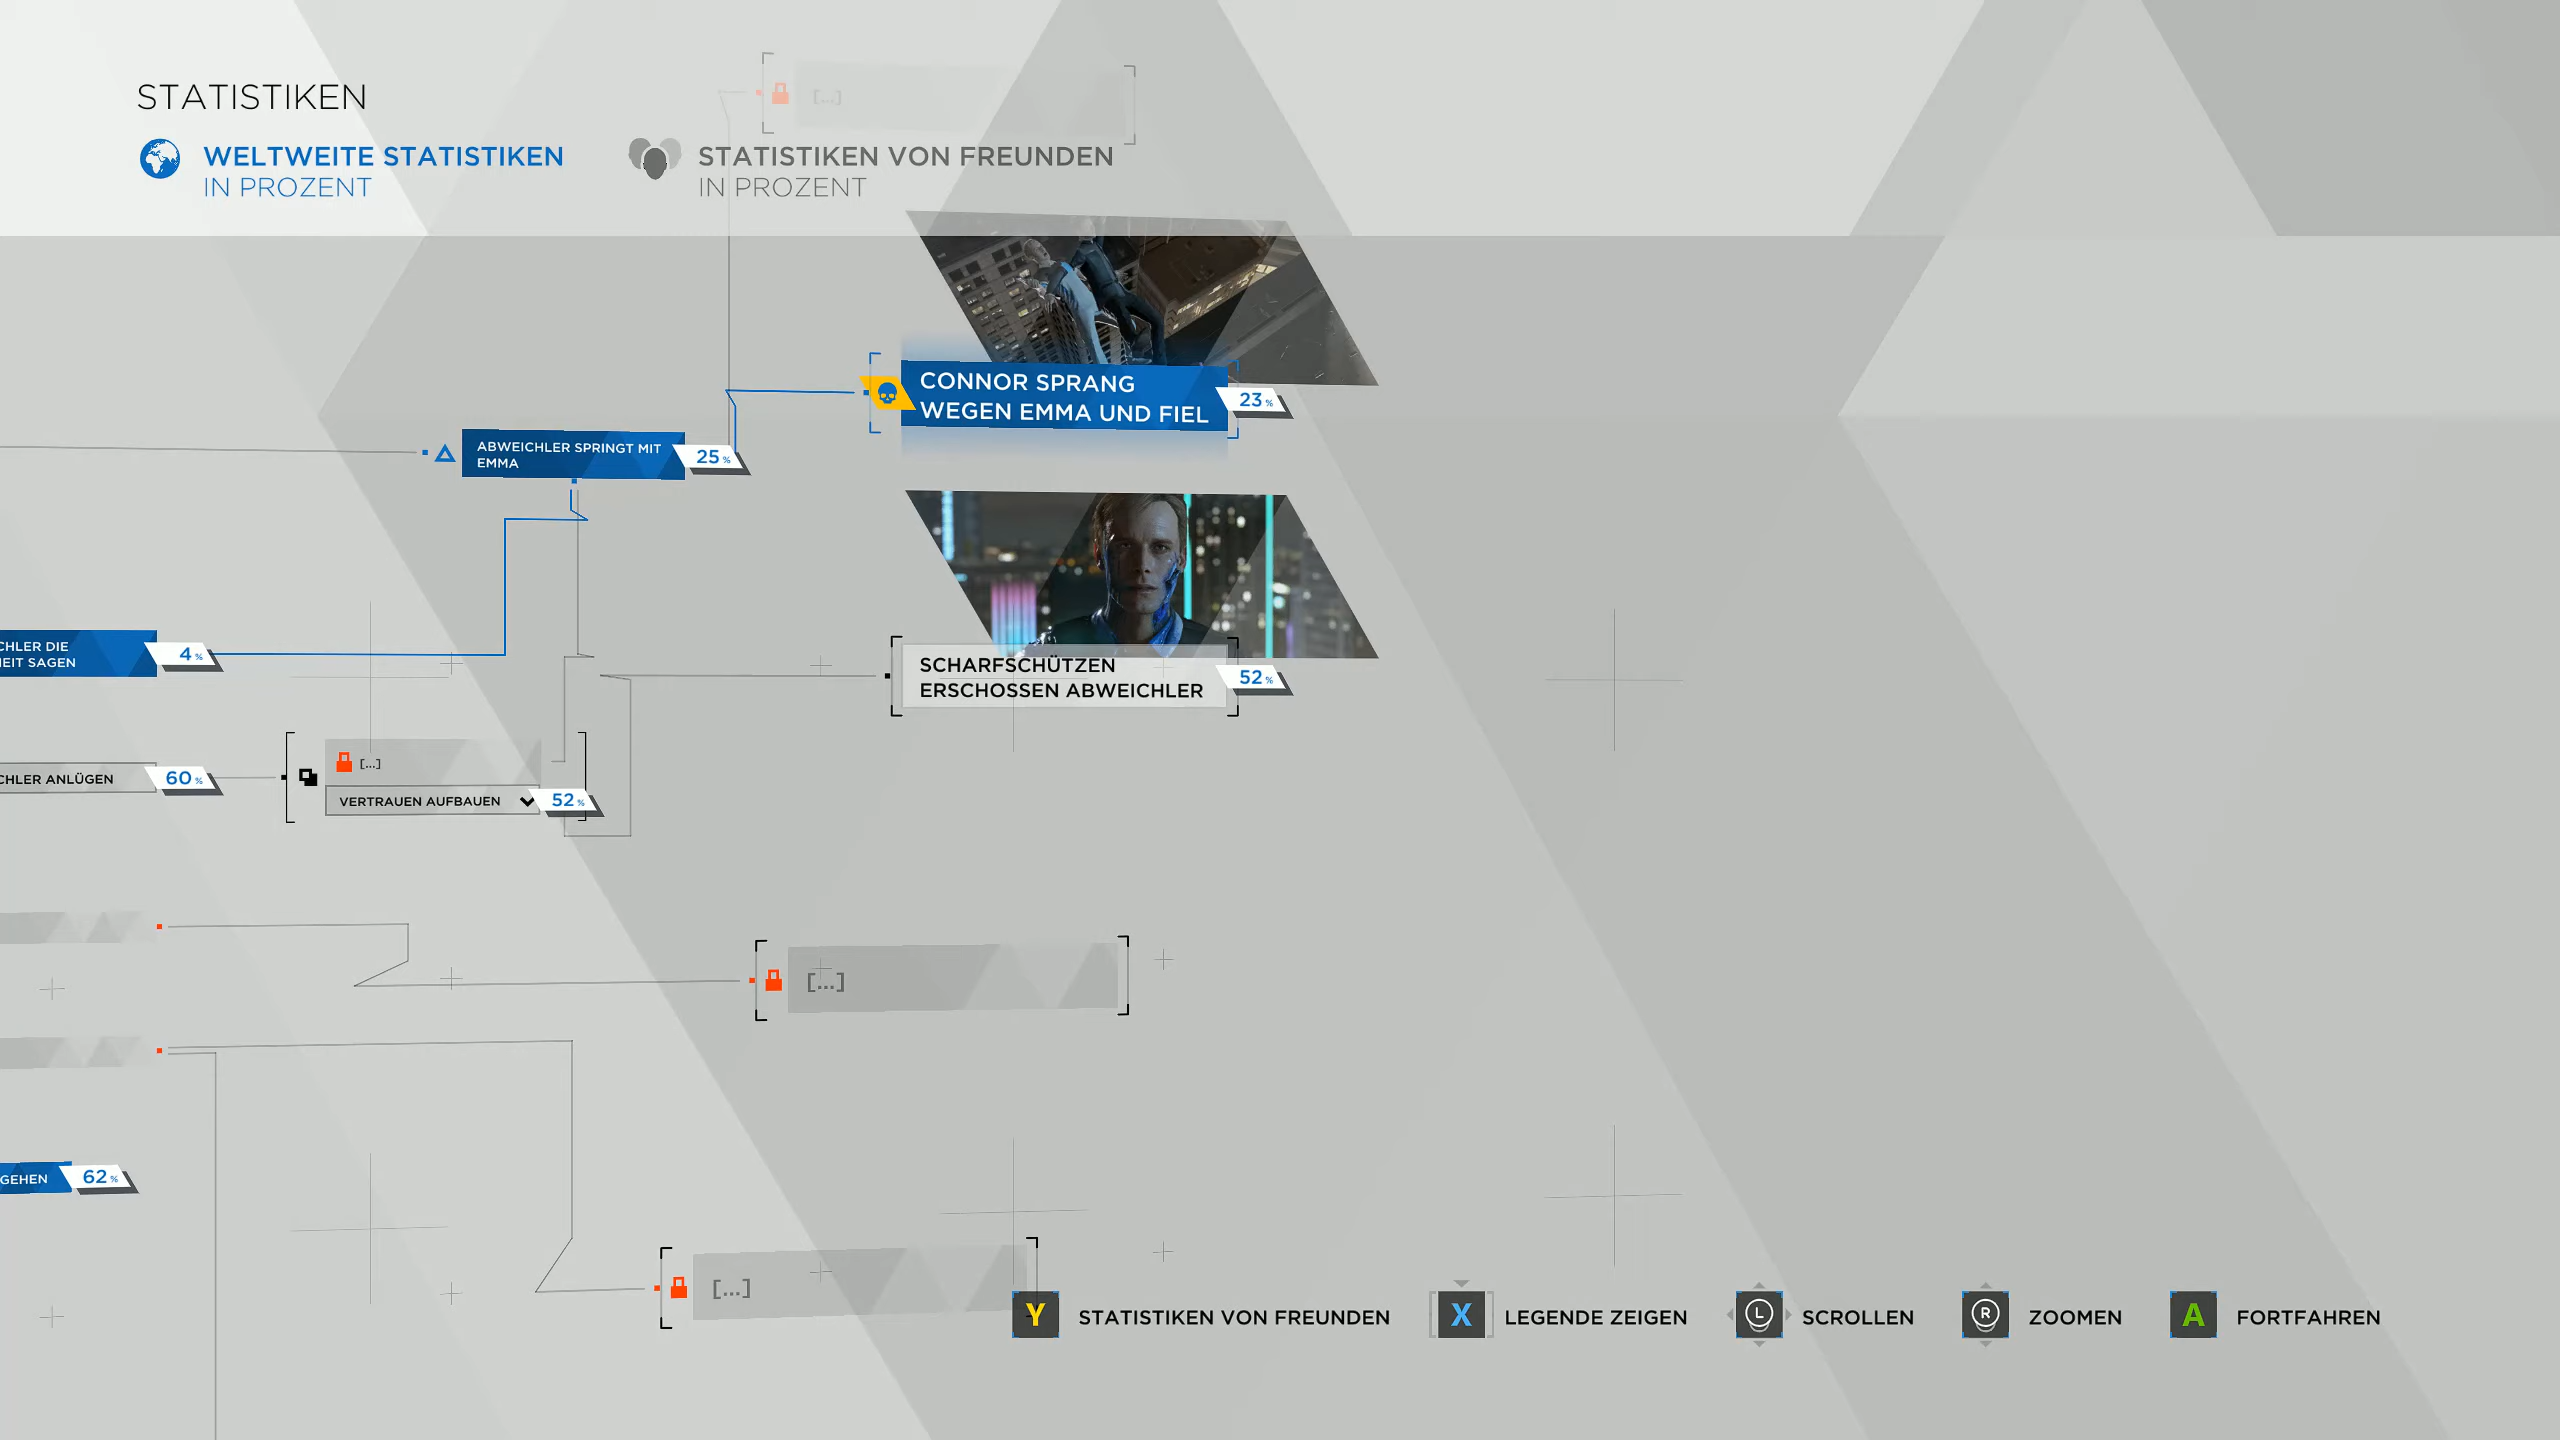 STATISTIKEN
WELTWEITE STATISTIKEN
IN PROZENT
STATISTIKEN VON FREUNDEN
IN PROZENT
[...]
CONNOR SPRANG
WEGEN EMMA UND FIEL
23%
ABWEICHLER SPRINGT MIT
EMMA
25%
CHLER DIE
HEIT SAGEN
4%
SCHARFSCHÜTZEN
ERSCHOSSEN ABWEICHLER
52%
[...]
CHLER ANLÜGEN
60%
VERTRAUEN AUFBAUEN
52%
[...]
GEHEN
62%
[...]
Y STATISTIKEN VON FREUNDEN
X LEGENDE ZEIGEN
L SCROLLEN
R ZOOMEN
A FORTFAHREN